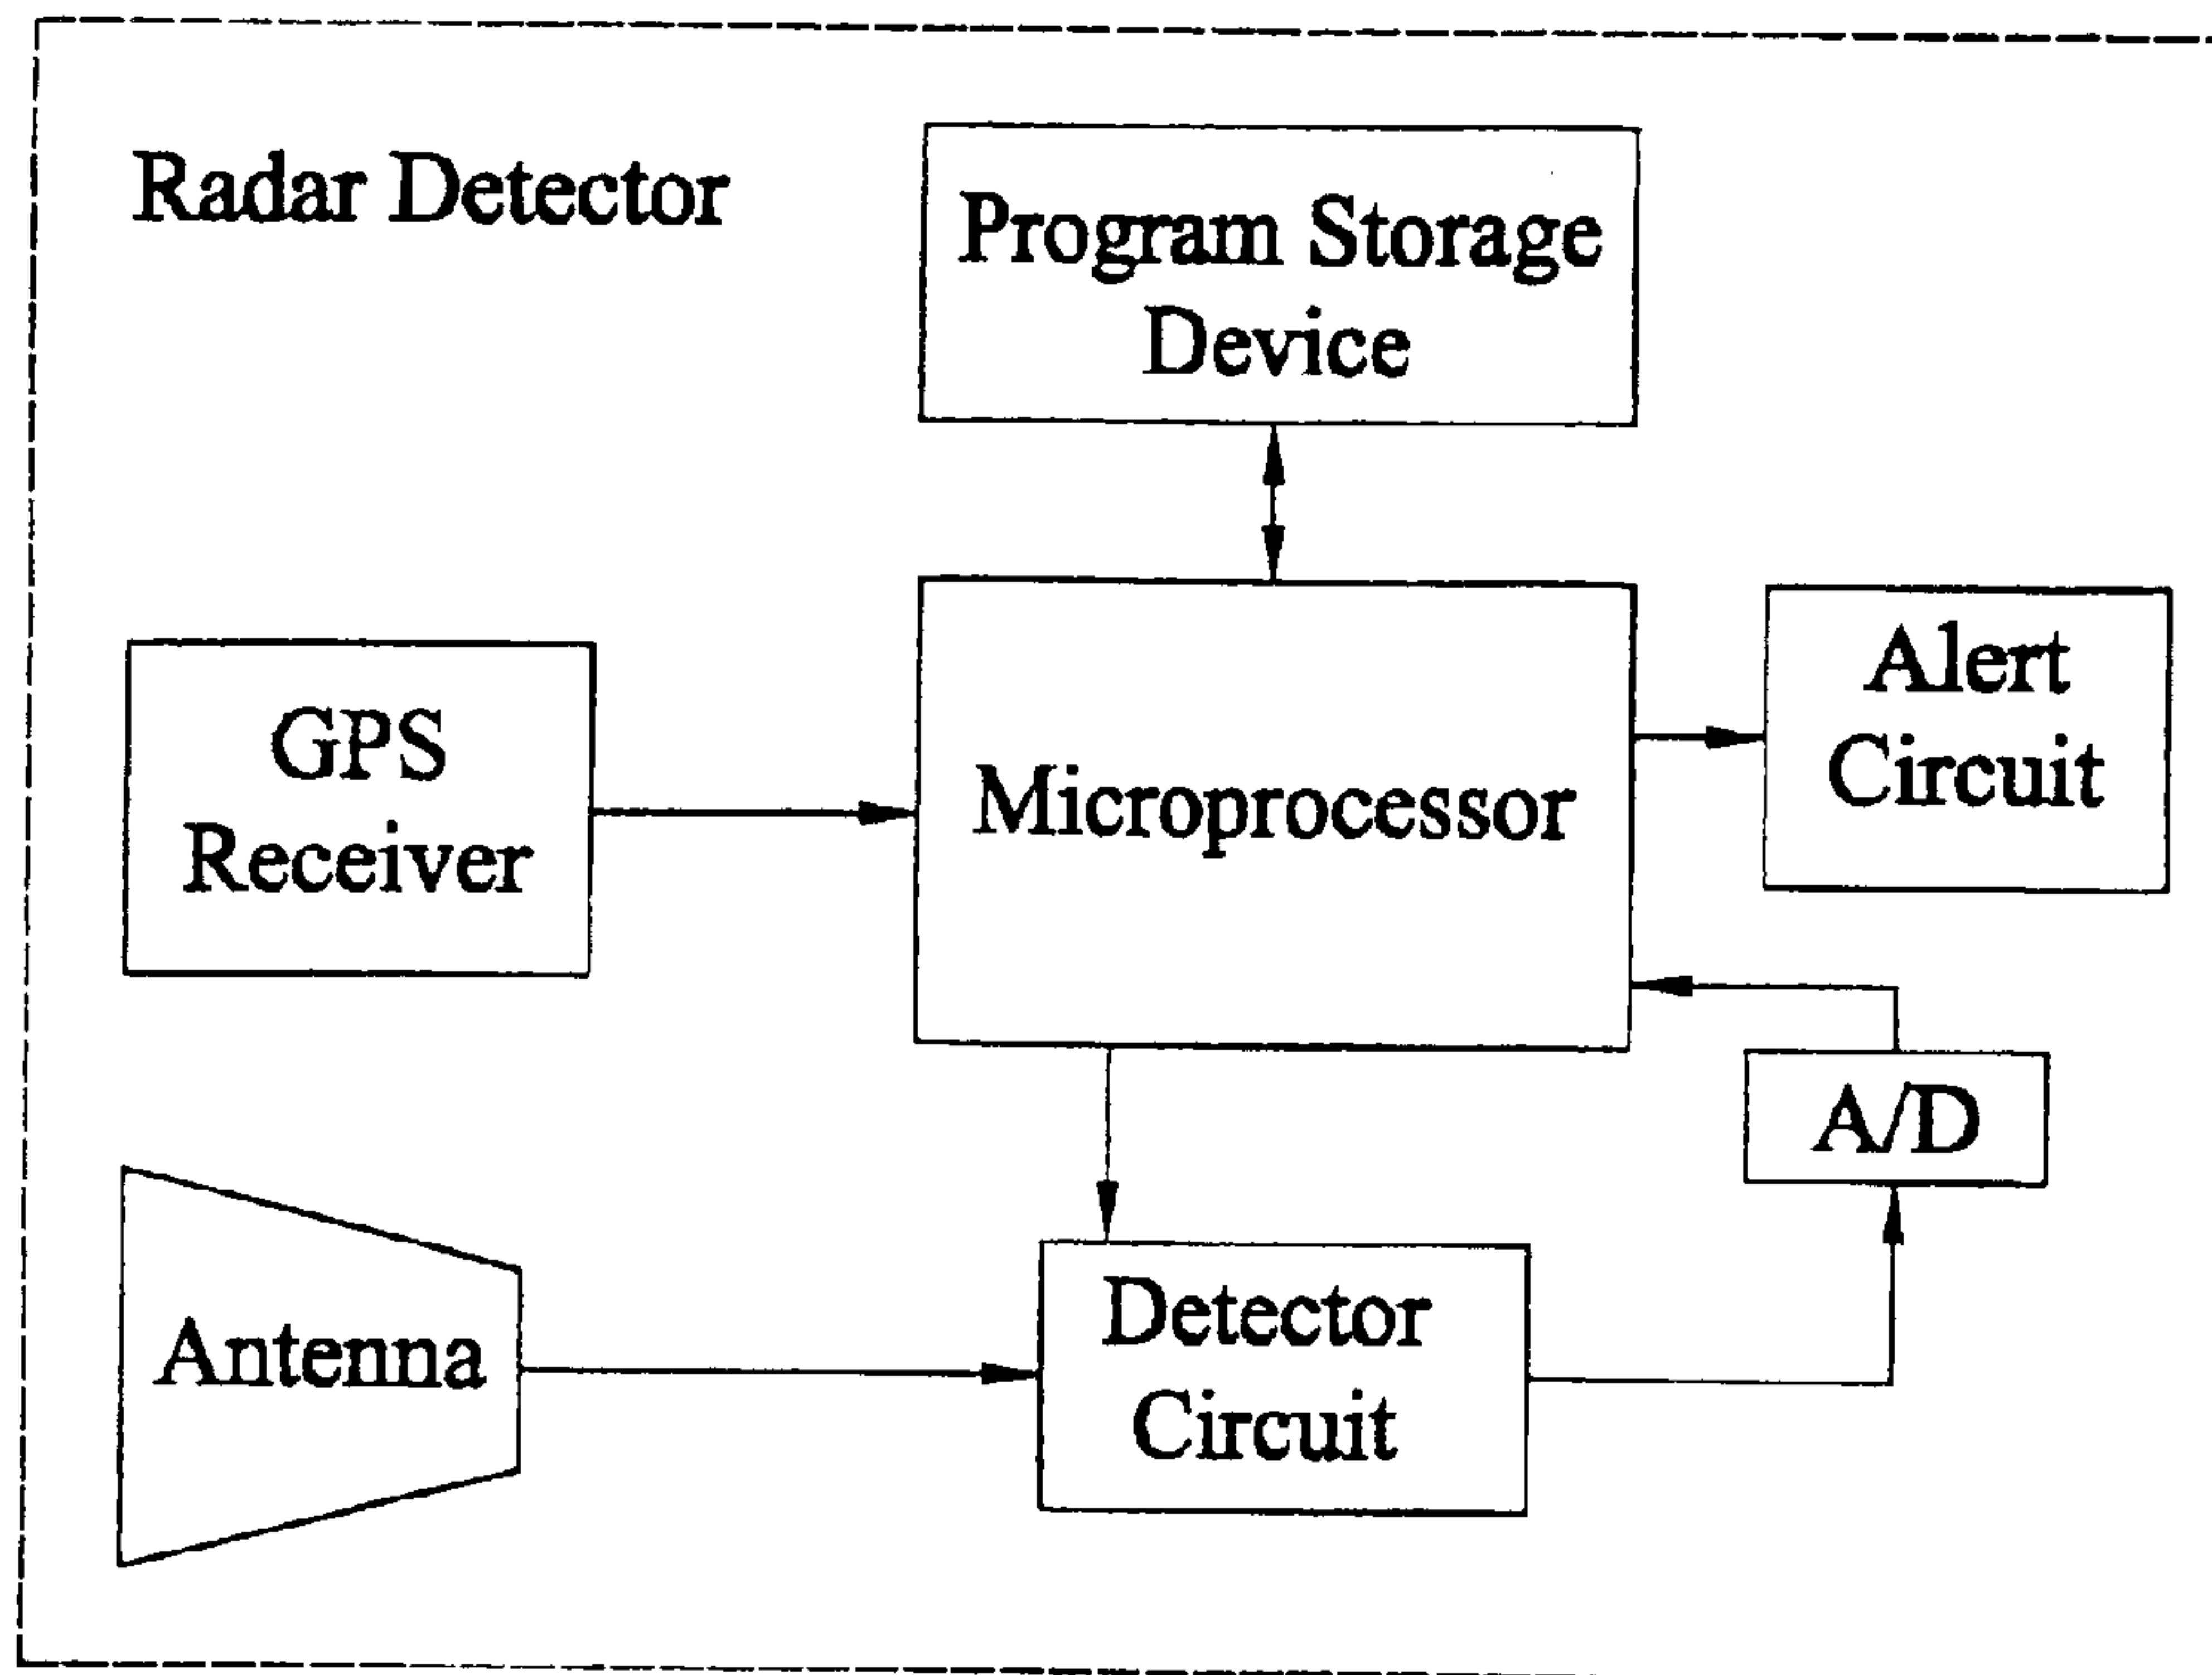 Radar Detector
Program Storage
Device
GPS
Receiver
Microprocessor
Alert
Circuit
A/D
Antenna
Detector
Circuit